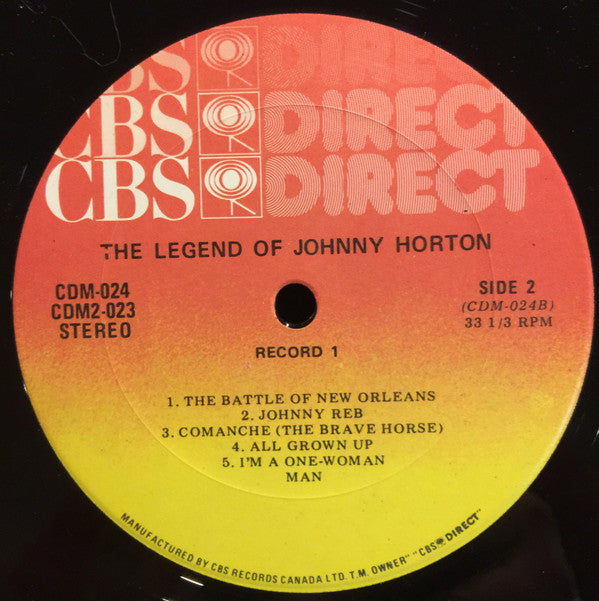 CBS DIRECT
CBS DIRECT
CBS DIRECT
THE LEGEND OF JOHNNY HORTON
CDM-024
CDM2-023
STEREO
SIDE 2
(CDM-024B)
33 1/3 RPM
RECORD 1
1. THE BATTLE OF NEW ORLEANS
2. JOHNNY REB
3. COMANCHE (THE BRAVE HORSE)
4. ALL GROWN UP
5. I'M A ONE-WOMAN
MAN
MANUFACTURED BY CBS RECORDS CANADA LTD. T.M. OWNER" "CBS DIRECT"